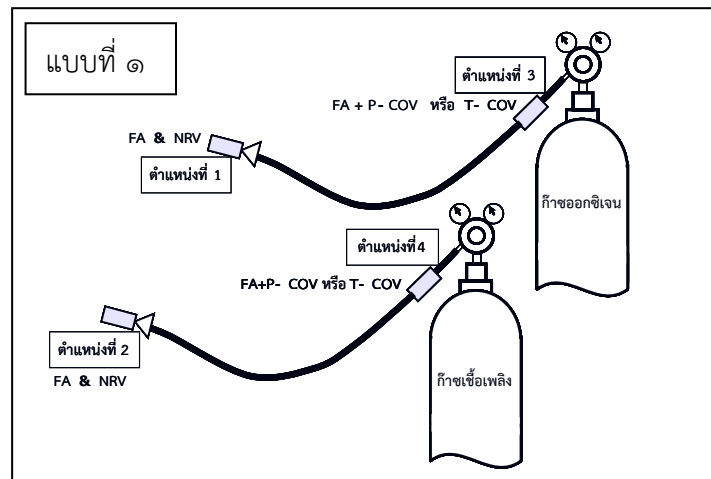 แบบที่ ๑
ตำแหน่งที่ 3
FA + P- COV หรือ T- COV
FA & NRV
ตำแหน่งที่ 1
ก๊าซออกซิเจน
ตำแหน่งที่4
FA+P- COV หรือ T- COV
ตำแหน่งที่ 2
FA & NRV
ก๊าซเชื้อเพลิง